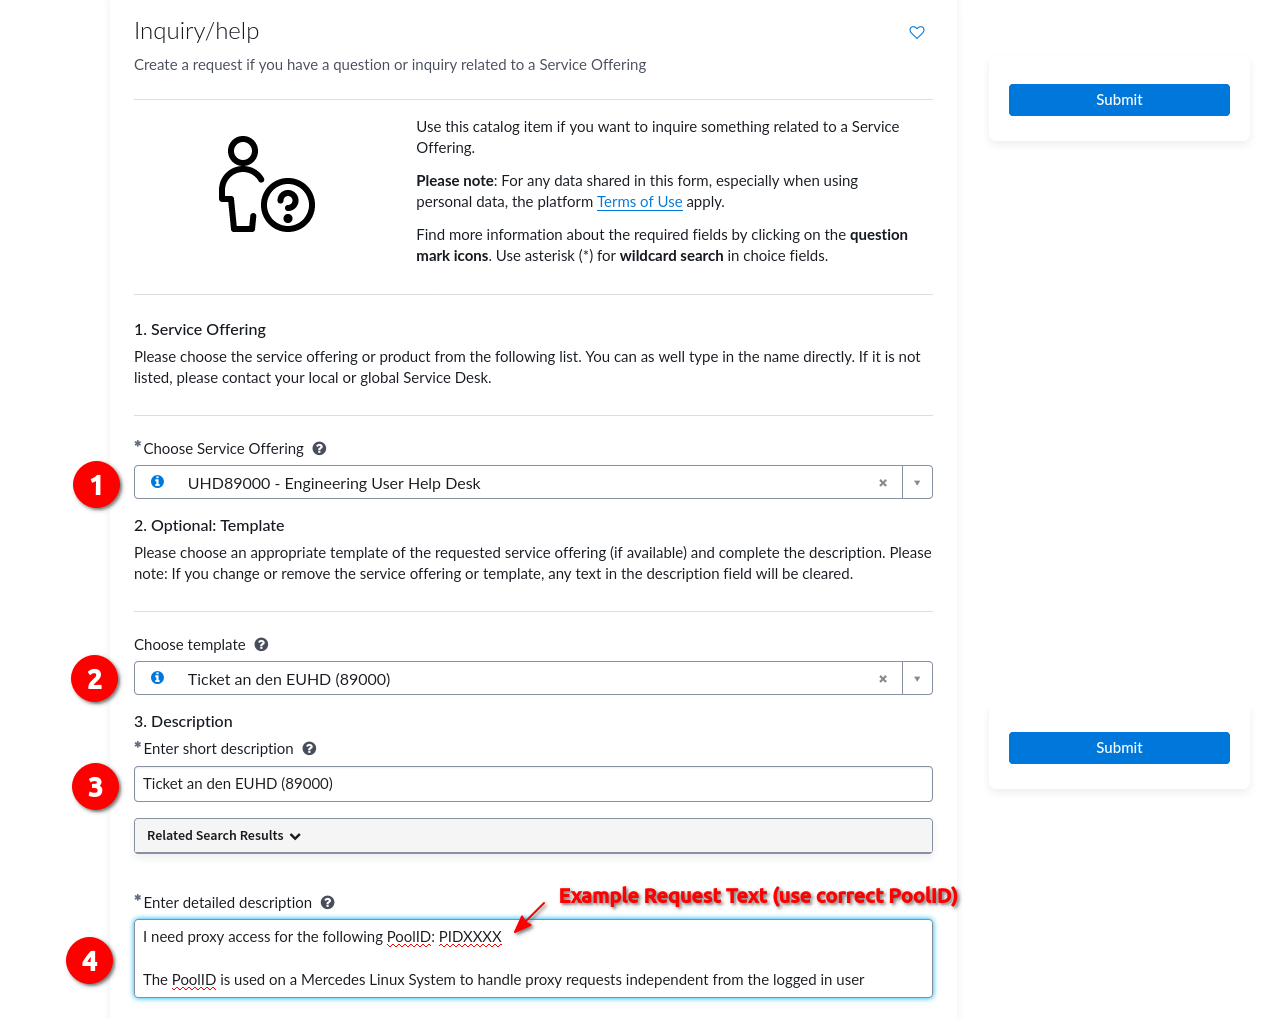 Inquiry/help
Create a request if you have a question or inquiry related to a Service Offering
Submit
Use this catalog item if you want to inquire something related to a Service
Offering.
Please note: For any data shared in this form, especially when using
personal data, the platform Terms of Use apply.
Find more information about the required fields by clicking on the question
mark icons. Use asterisk (*) for wildcard search in choice fields.
1. Service Offering
Please choose the service offering or product from the following list. You can as well type in the name directly. If it is not
listed, please contact your local or global Service Desk.
* Choose Service Offering
1
UHD89000 - Engineering User Help Desk
2. Optional: Template
Please choose an appropriate template of the requested service offering (if available) and complete the description. Please
note: If you change or remove the service offering or template, any text in the description field will be cleared.
Choose template
2
Ticket an den EUHD (89000)
3. Description
* Enter short description
Submit
3
Ticket an den EUHD (89000)
Related Search Results
Example Request Text (use correct PoolID)
* Enter detailed description
4
I need proxy access for the following PoolID: PIDXXXX
The PoolID is used on a Mercedes Linux System to handle proxy requests independent from the logged in user